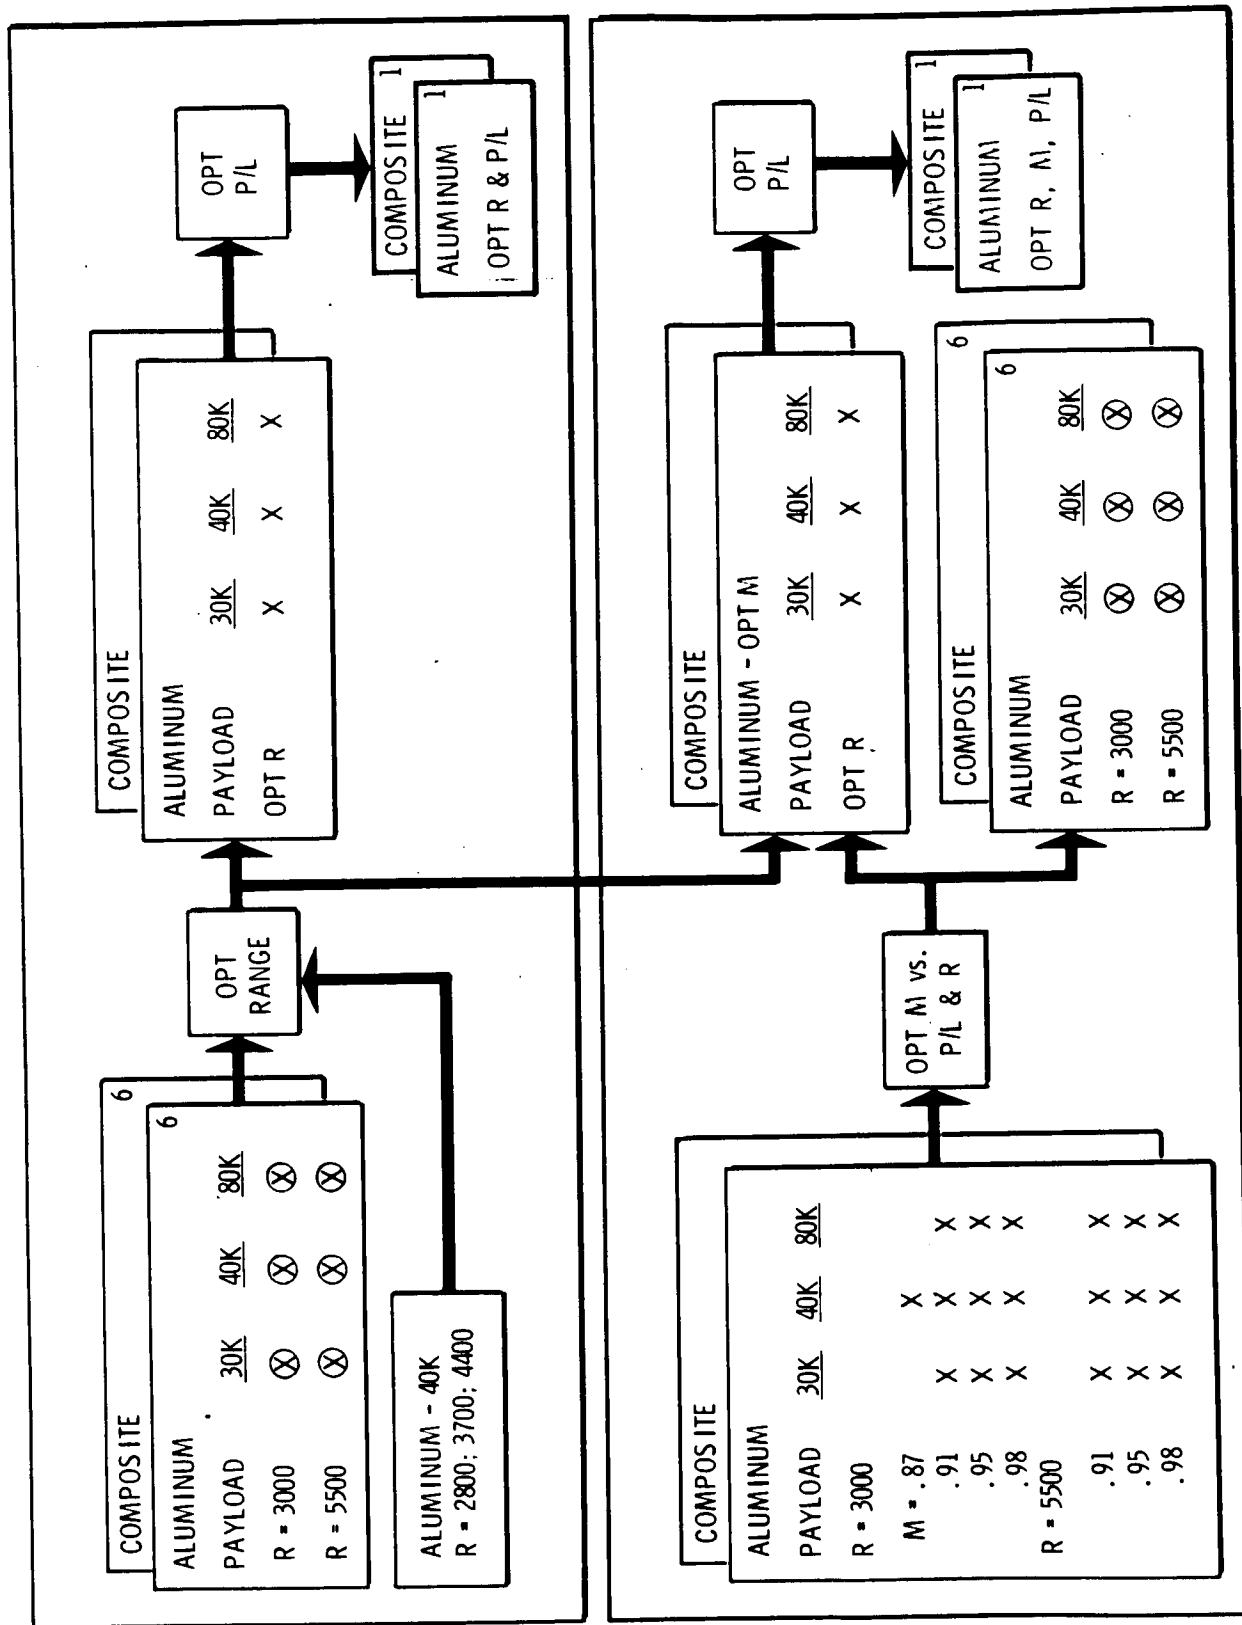 COMPOSITE 6
ALUMINUM 6
PAYLOAD 30K 40K 80K
R = 3000 X X X
R = 5500 X X X
ALUMINUM - 40K
R = 2800; 3700; 4400
OPT
RANGE
COMPOSITE
ALUMINUM
PAYLOAD 30K 40K 80K
OPT R X X X
OPT
P/L
COMPOSITE 1
ALUMINUM 1
OPT R & P/L
COMPOSITE
ALUMINUM
PAYLOAD 30K 40K 80K
R = 3000
M = .87 X
.91 X X X
.95 X X X
.98 X X X
R = 5500
.91 X X X
.95 X X X
.98 X X X
OPT M vs.
P/L & R
COMPOSITE
ALUMINUM - OPT M
PAYLOAD 30K 40K 80K
OPT R X X X
COMPOSITE 6
ALUMINUM 6
PAYLOAD 30K 40K 80K
R = 3000 X X X
R = 5500 X X X
OPT
P/L
COMPOSITE 1
ALUMINUM 1
OPT R, M, P/L